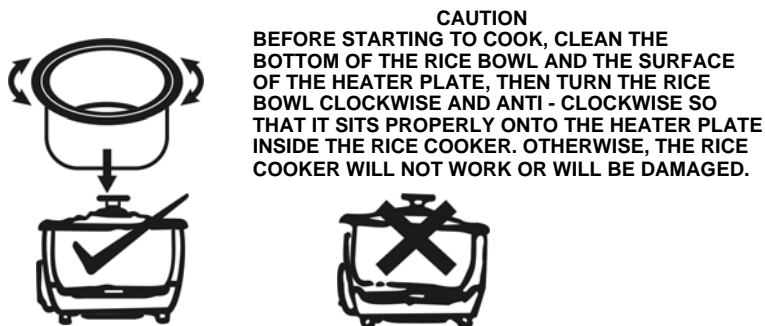 CAUTION
BEFORE STARTING TO COOK, CLEAN THE
BOTTOM OF THE RICE BOWL AND THE SURFACE
OF THE HEATER PLATE, THEN TURN THE RICE
BOWL CLOCKWISE AND ANTI - CLOCKWISE SO
THAT IT SITS PROPERLY ONTO THE HEATER PLATE
INSIDE THE RICE COOKER. OTHERWISE, THE RICE
COOKER WILL NOT WORK OR WILL BE DAMAGED.